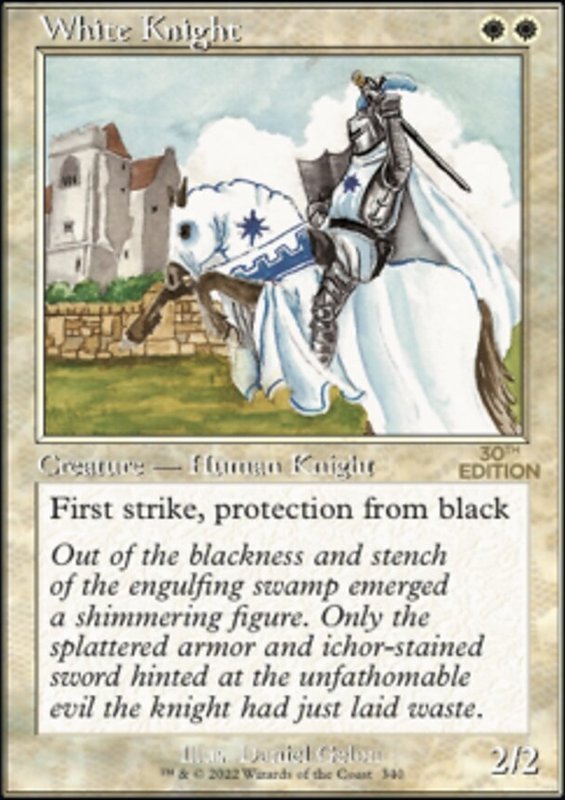 White Knight
Creature — Human Knight
30TH
EDITION
First strike, protection from black
Out of the blackness and stench
of the engulfing swamp emerged
a shimmering figure. Only the
splattered armor and ichor-stained
sword hinted at the unfathomable
evil the knight had just laid waste.
Illus. Daniel Gelon
2/2
™ & © 2022 Wizards of the Coast 340